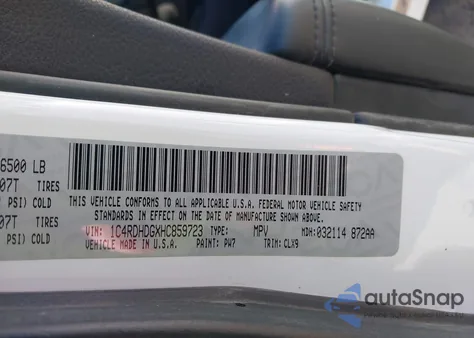 6500 LB
07T TIRES
PSI) COLD
07T TIRES
PSI) COLD
THIS VEHICLE CONFORMS TO ALL APPLICABLE U.S.A. FEDERAL MOTOR VEHICLE SAFETY
STANDARDS IN EFFECT ON THE DATE OF MANUFACTURE SHOWN ABOVE.
VIN: 1C4RDHDGXHC859723 TYPE: MPV MDH: 032114 872AA
VEHICLE MADE IN U.S.A. PAINT: PW7 TRIM: CLX9
autoSnap